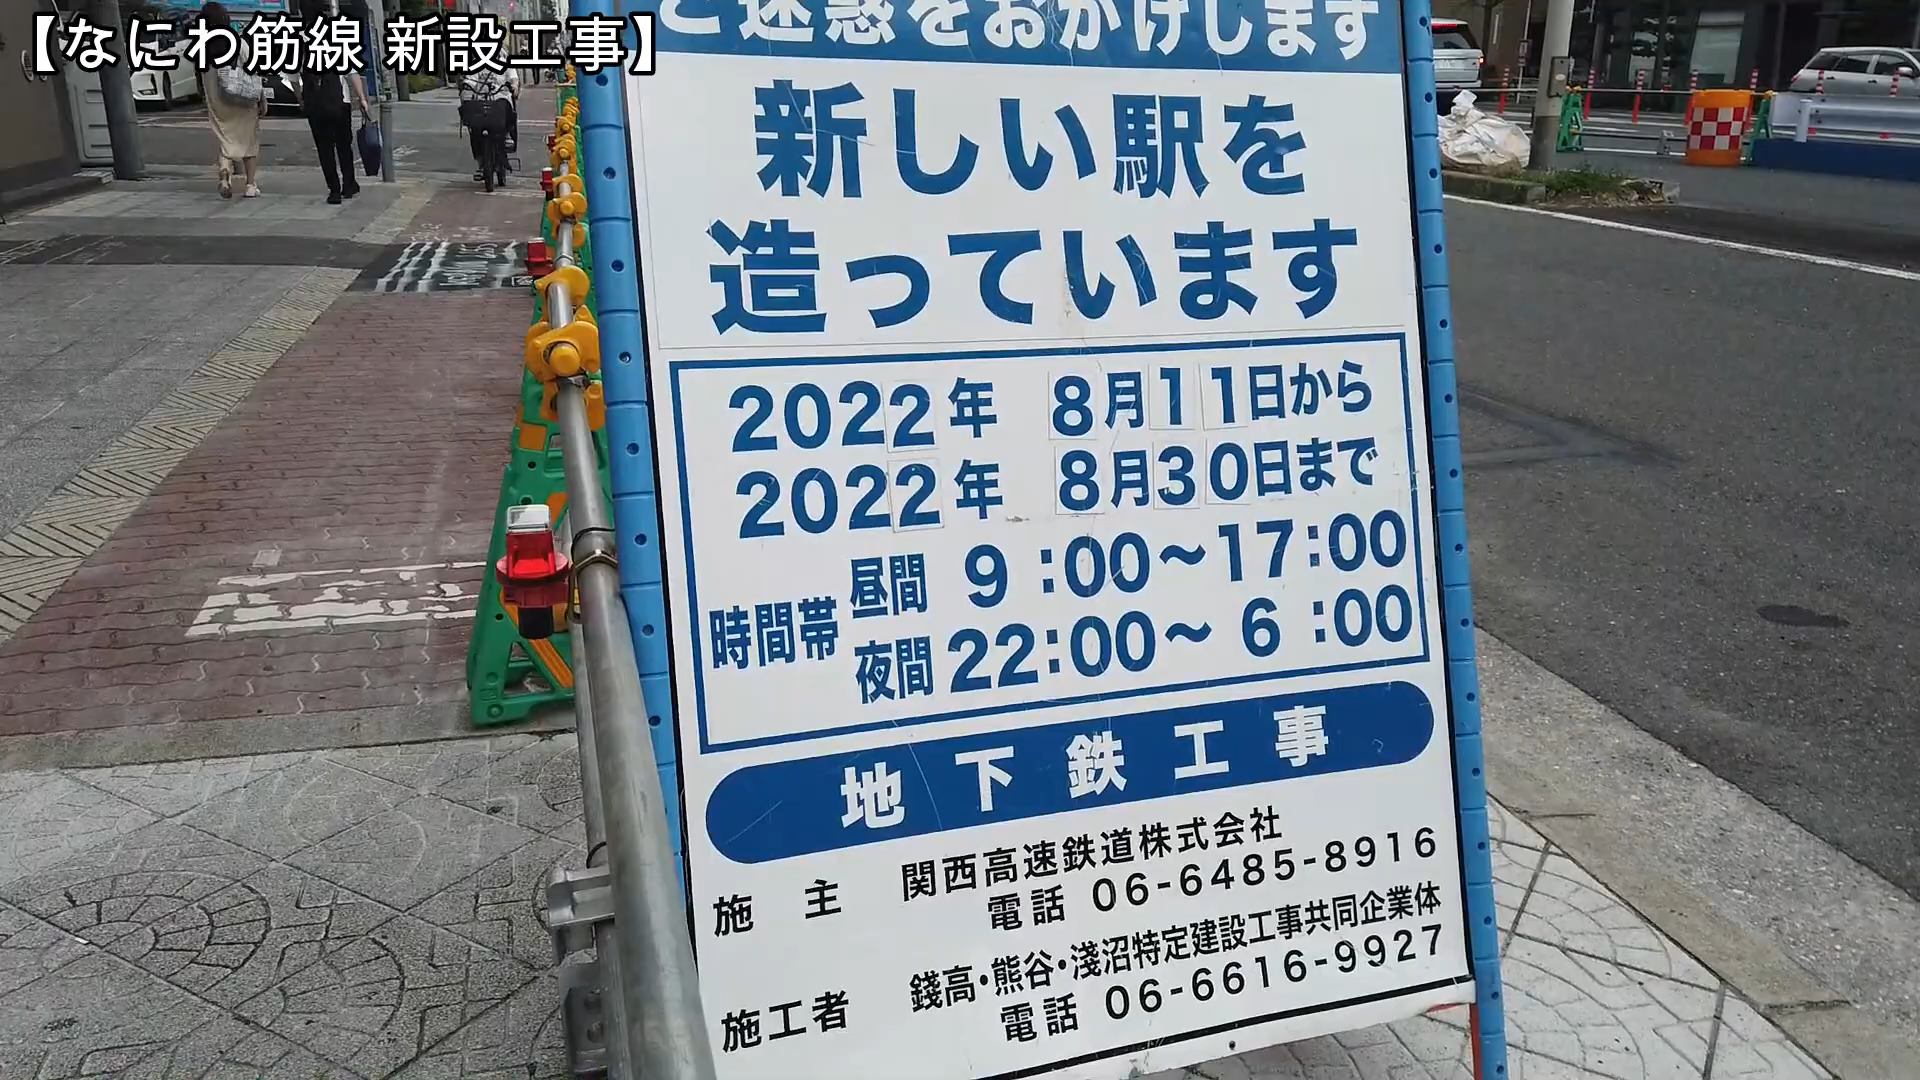 【なにわ筋線 新設工事】
ご迷惑をおかけします
新しい駅を
造っています
2022年 8月11日から
2022年 8月30日まで
時間帯
昼間 9:00～17:00
夜間 22:00～ 6:00
地下鉄工事
施主 関西高速鉄道株式会社
電話 06-6485-8916
施工者 錢高・熊谷・淺沼特定建設工事共同企業体
電話 06-6616-9927